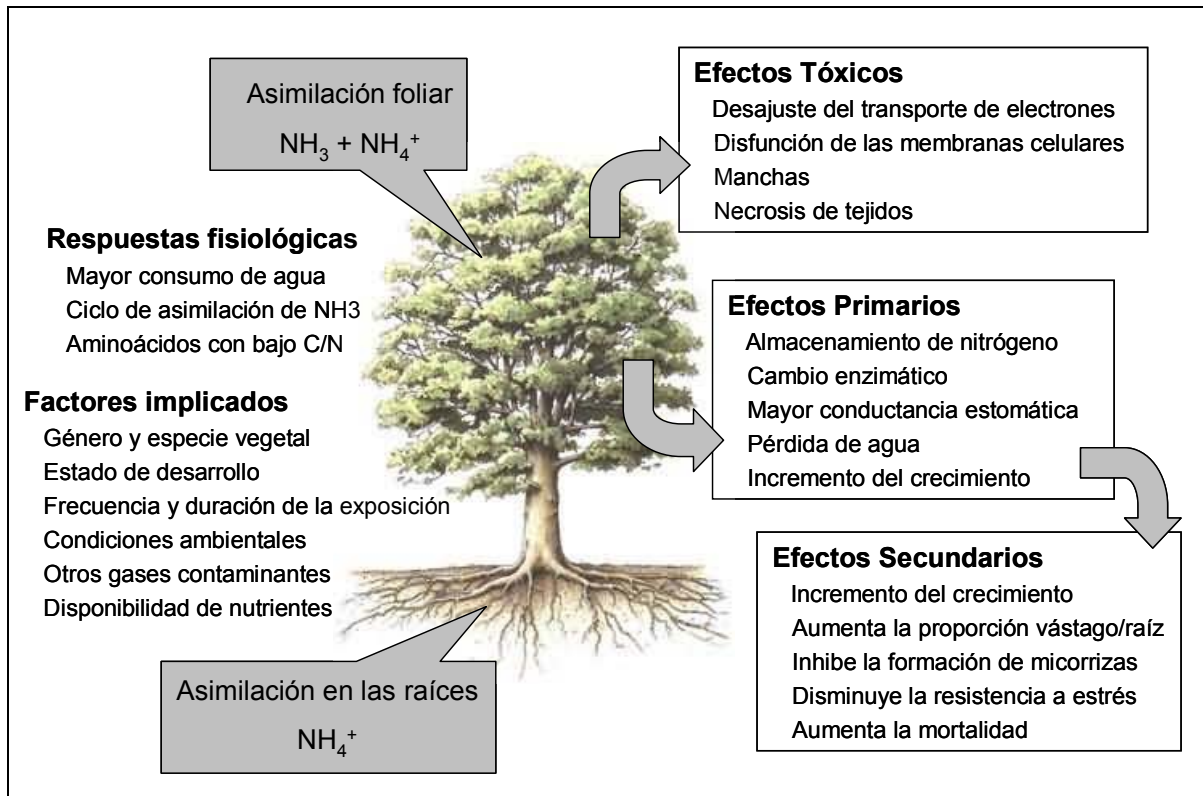 Asimilación foliar
NH₃ + NH₄⁺
Respuestas fisiológicas
Mayor consumo de agua
Ciclo de asimilación de NH3
Aminoácidos con bajo C/N
Factores implicados
Género y especie vegetal
Estado de desarrollo
Frecuencia y duración de la exposición
Condiciones ambientales
Otros gases contaminantes
Disponibilidad de nutrientes
Asimilación en las raíces
NH₄⁺
Efectos Tóxicos
Desajuste del transporte de electrones
Disfunción de las membranas celulares
Manchas
Necrosis de tejidos
Efectos Primarios
Almacenamiento de nitrógeno
Cambio enzimático
Mayor conductancia estomática
Pérdida de agua
Incremento del crecimiento
Efectos Secundarios
Incremento del crecimiento
Aumenta la proporción vástago/raíz
Inhibe la formación de micorrizas
Disminuye la resistencia a estrés
Aumenta la mortalidad